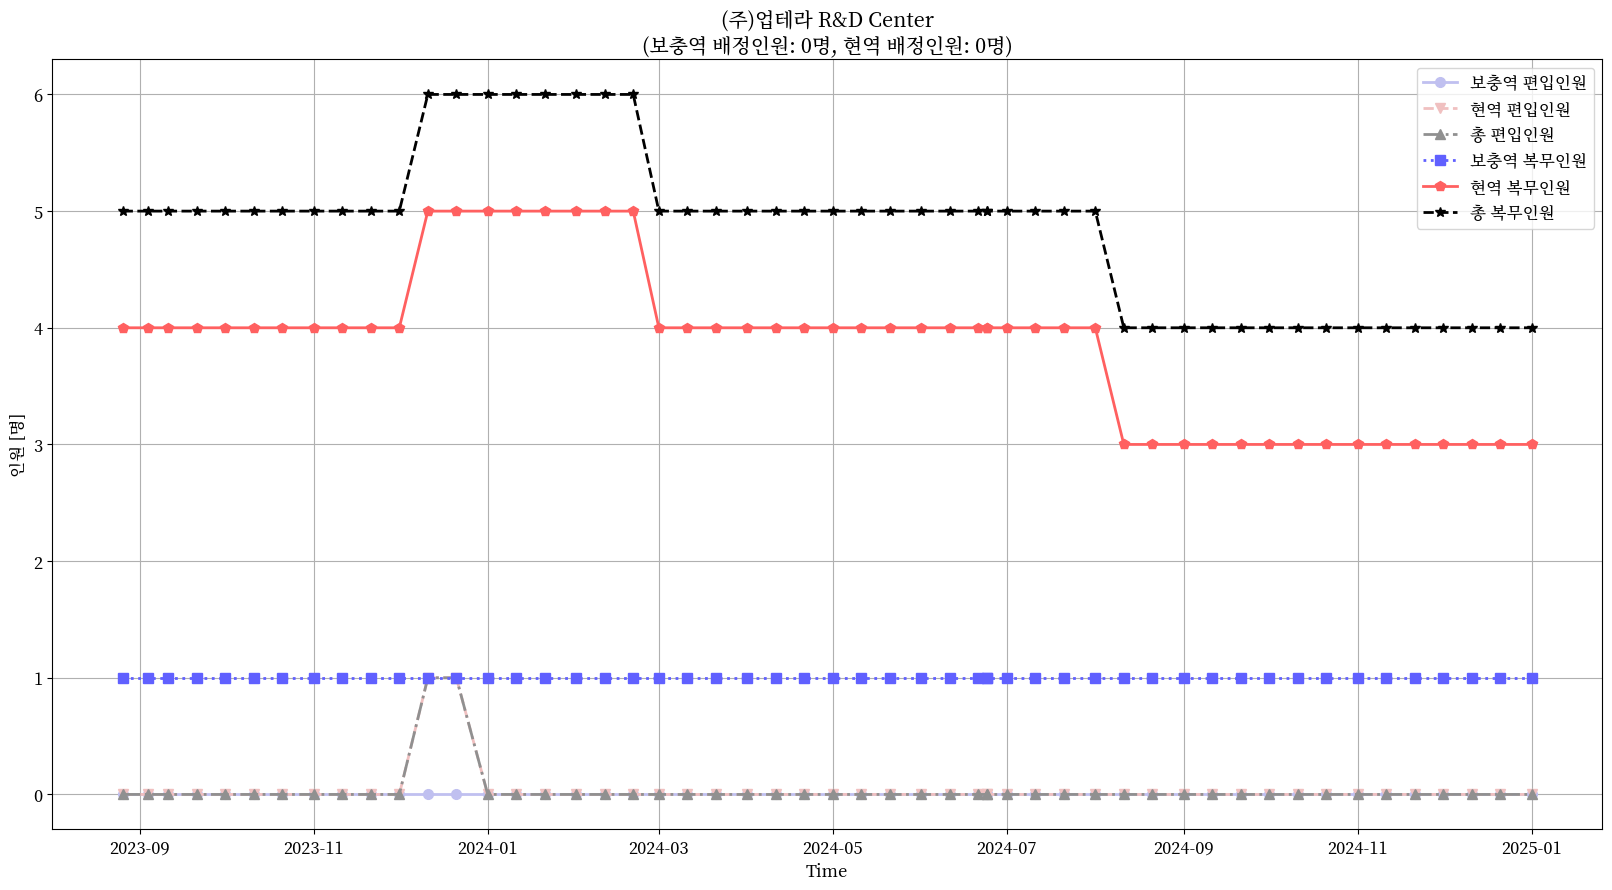 (주)업테라 R&D Center
(보충역 배정인원: 0명, 현역 배정인원: 0명)
보충역 편입인원
현역 편입인원
총 편입인원
보충역 복무인원
현역 복무인원
총 복무인원
인원 [명]
6
5
4
3
2
1
0
2023-09
2023-11
2024-01
2024-03
2024-05
2024-07
2024-09
2024-11
2025-01
Time